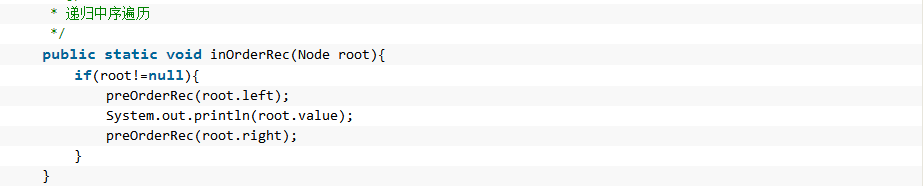 * 递归中序遍历
*/
public static void inOrderRec(Node root){
if(root!=null){
preOrderRec(root.left);
System.out.println(root.value);
preOrderRec(root.right);
}
}